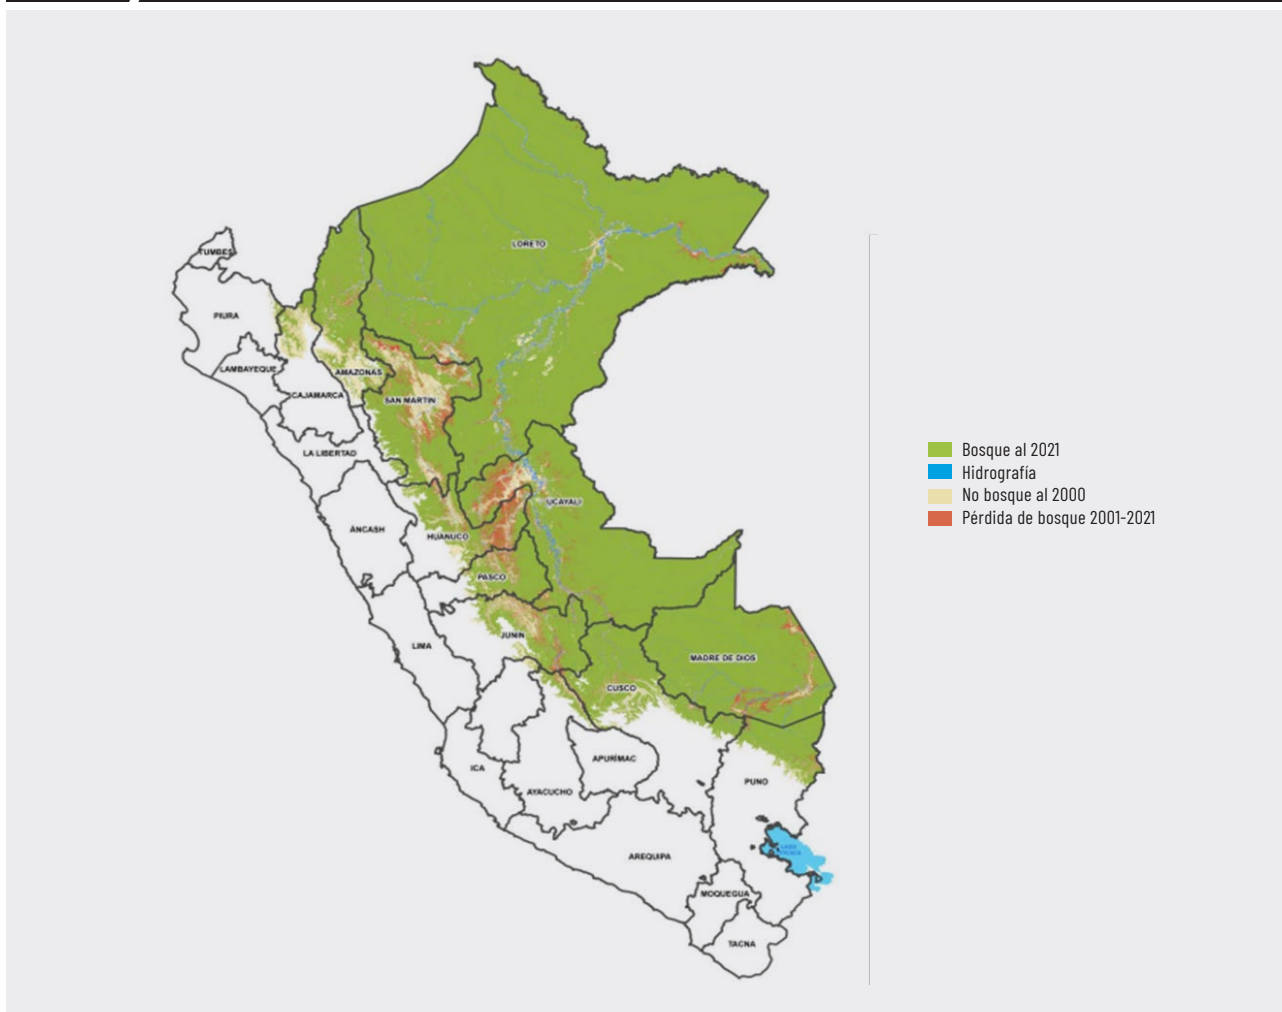 LORETO
TUMBES
PIURA
LAMBAYEQUE
AMAZONAS
CAJAMARCA
SAN MARTIN
LA LIBERTAD
UCAYALI
ÁNCASH
HUANUCO
PASCO
JUNIN
LIMA
MADRE DE DIOS
CUSCO
APURÍMAC
ICA
AYACUCHO
PUNO
AREQUIPA
MOQUEGUA
TACNA
Bosque al 2021
Hidrografía
No bosque al 2000
Pérdida de bosque 2001-2021